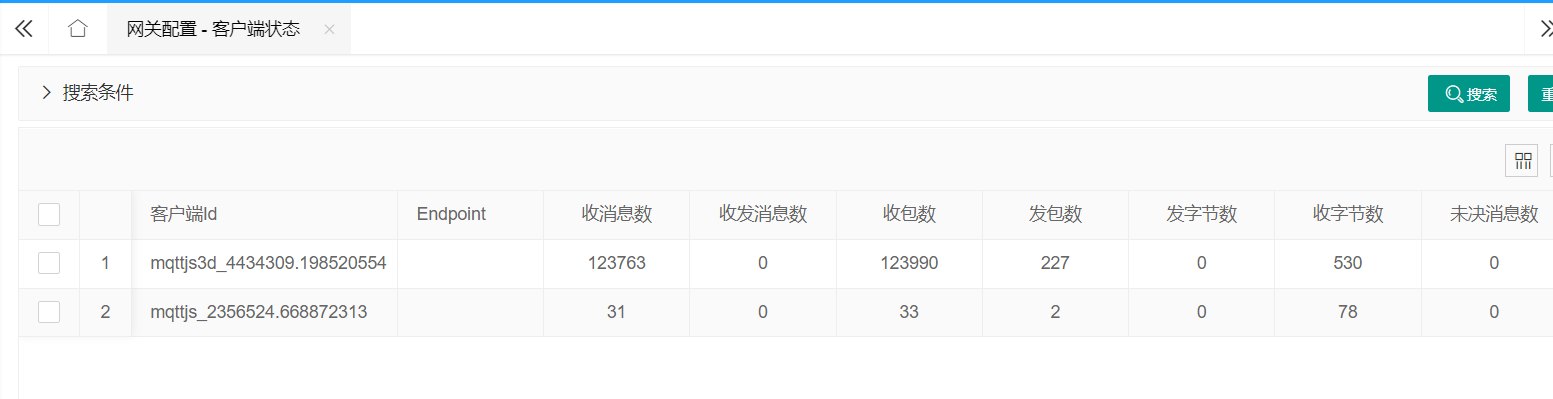 网关配置 - 客户端状态
搜索条件
搜索
客户端Id Endpoint 收消息数 收发消息数 收包数 发包数 发字节数 收字节数 未决消息数
1 mqttjs3d_4434309.198520554 123763 0 123990 227 0 530 0
2 mqttjs_2356524.668872313 31 0 33 2 0 78 0